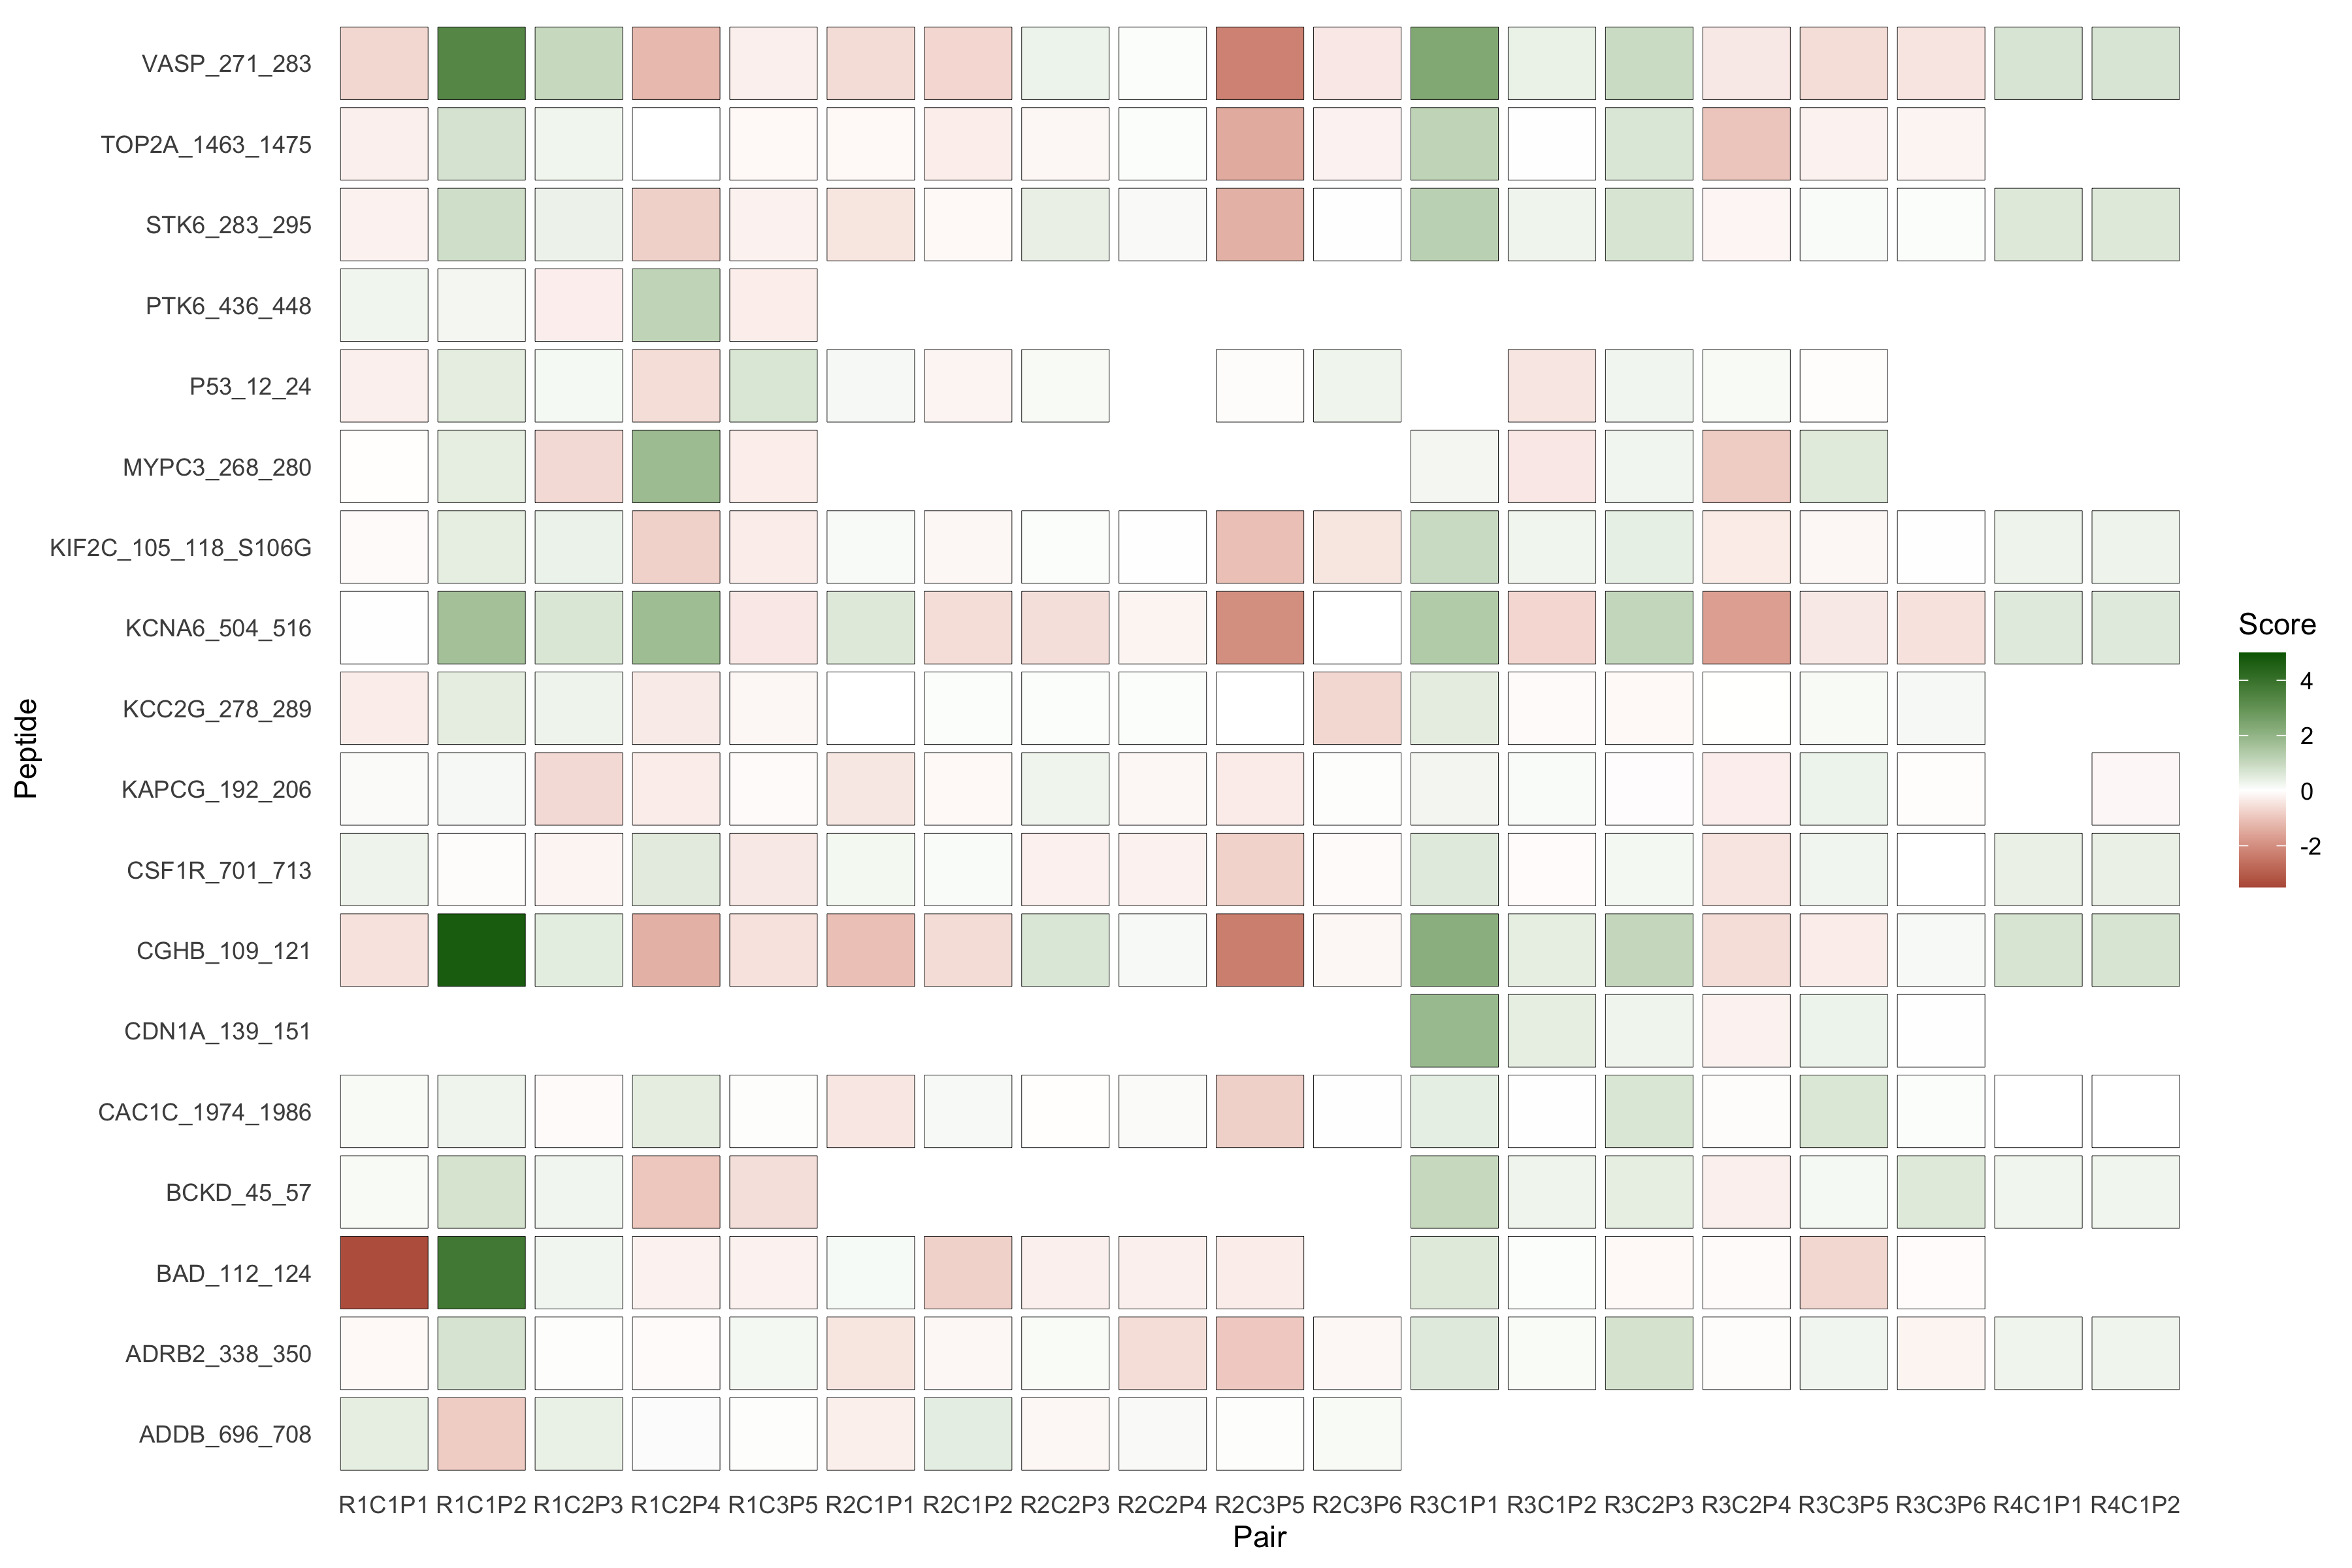 VASP_271_283
TOP2A_1463_1475
STK6_283_295
PTK6_436_448
P53_12_24
MYPC3_268_280
KIF2C_105_118_S106G
KCNA6_504_516
KCC2G_278_289
KAPCG_192_206
CSF1R_701_713
CGHB_109_121
CDN1A_139_151
CAC1C_1974_1986
BCKD_45_57
BAD_112_124
ADRB2_338_350
ADDB_696_708
Peptide
R1C1P1 R1C1P2 R1C2P3 R1C2P4 R1C3P5 R2C1P1 R2C1P2 R2C2P3 R2C2P4 R2C3P5 R2C3P6 R3C1P1 R3C1P2 R3C2P3 R3C2P4 R3C3P5 R3C3P6 R4C1P1 R4C1P2
Pair
Score
4
2
0
-2